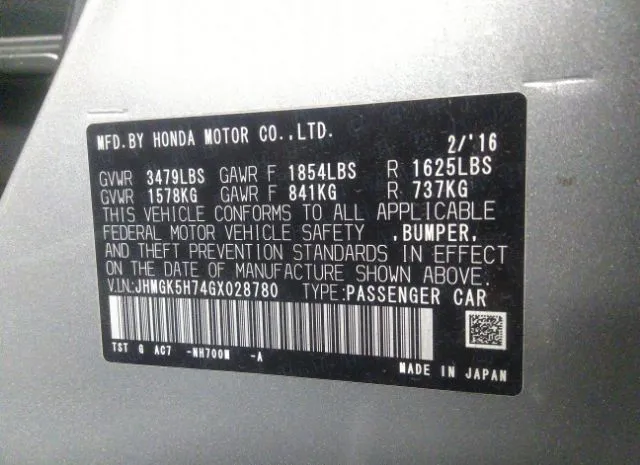 MFD.BY HONDA MOTOR CO.,LTD. 2/'16
GVWR 3479LBS GAWR F 1854LBS R 1625LBS
GVWR 1578KG GAWR F 841KG R 737KG
THIS VEHICLE CONFORMS TO ALL APPLICABLE
FEDERAL MOTOR VEHICLE SAFETY ,BUMPER,
AND THEFT PREVENTION STANDARDS IN EFFECT
ON THE DATE OF MANUFACTURE SHOWN ABOVE.
V.I.N:JHMGK5H74GX028780 TYPE:PASSENGER CAR
TST G AC7 -NH700M -A
MADE IN JAPAN